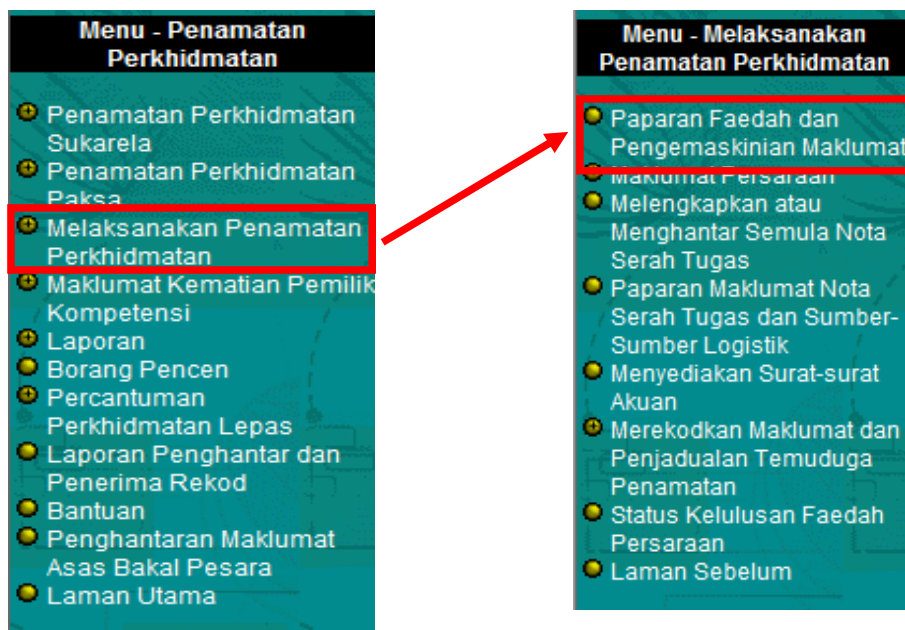 Menu - Penamatan
Perkhidmatan
Penamatan Perkhidmatan
Sukarela
Penamatan Perkhidmatan
Paksa
Melaksanakan Penamatan
Perkhidmatan
Maklumat Kematian Pemilik
Kompetensi
Laporan
Borang Pencen
Percantuman
Perkhidmatan Lepas
Laporan Penghantar dan
Penerima Rekod
Bantuan
Penghantaran Maklumat
Asas Bakal Pesara
Laman Utama
Menu - Melaksanakan
Penamatan Perkhidmatan
Paparan Faedah dan
Pengemaskinian Maklumat
Maklumat Persaraan
Melengkapkan atau
Menghantar Semula Nota
Serah Tugas
Paparan Maklumat Nota
Serah Tugas dan Sumber-
Sumber Logistik
Menyediakan Surat-surat
Akuan
Merekodkan Maklumat dan
Penjadualan Temuduga
Penamatan
Status Kelulusan Faedah
Persaraan
Laman Sebelum